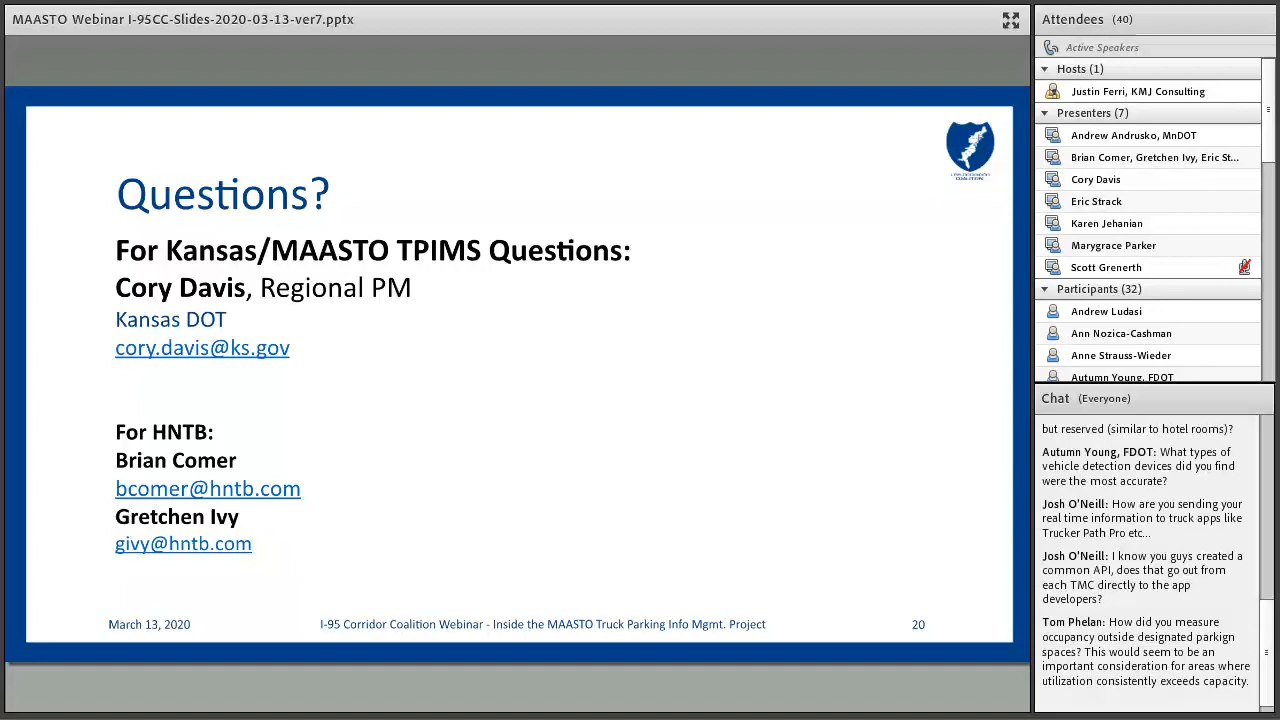 MAASTO Webinar I-95CC-Slides-2020-03-13-ver7.pptx
Questions?
For Kansas/MAASTO TPIMS Questions:
Cory Davis, Regional PM
Kansas DOT
cory.davis@ks.gov
For HNTB:
Brian Comer
bcomer@hntb.com
Gretchen Ivy
givy@hntb.com
March 13, 2020
I-95 Corridor Coalition Webinar - Inside the MAASTO Truck Parking Info Mgmt. Project
20
Attendees (40)
Active Speakers
Hosts (1)
Justin Ferri, KMJ Consulting
Presenters (7)
Andrew Andrusko, MnDOT
Brian Comer, Gretchen Ivy, Eric St...
Cory Davis
Eric Strack
Karen Jehanian
Marygrace Parker
Scott Grenerth
Participants (32)
Andrew Ludasi
Ann Nozica-Cashman
Anne Strauss-Wieder
Autumn Young, FDOT
Chat (Everyone)
but reserved (similar to hotel rooms)?
Autumn Young, FDOT: What types of
vehicle detection devices did you find
were the most accurate?
Josh O'Neill: How are you sending your
real time information to truck apps like
Trucker Path Pro etc...
Josh O'Neill: I know you guys created a
common API, does that go out from
each TMC directly to the app
developers?
Tom Phelan: How did you measure
occupancy outside designated parkign
spaces? This would seem to be an
important consideration for areas where
utilization consistently exceeds capacity.